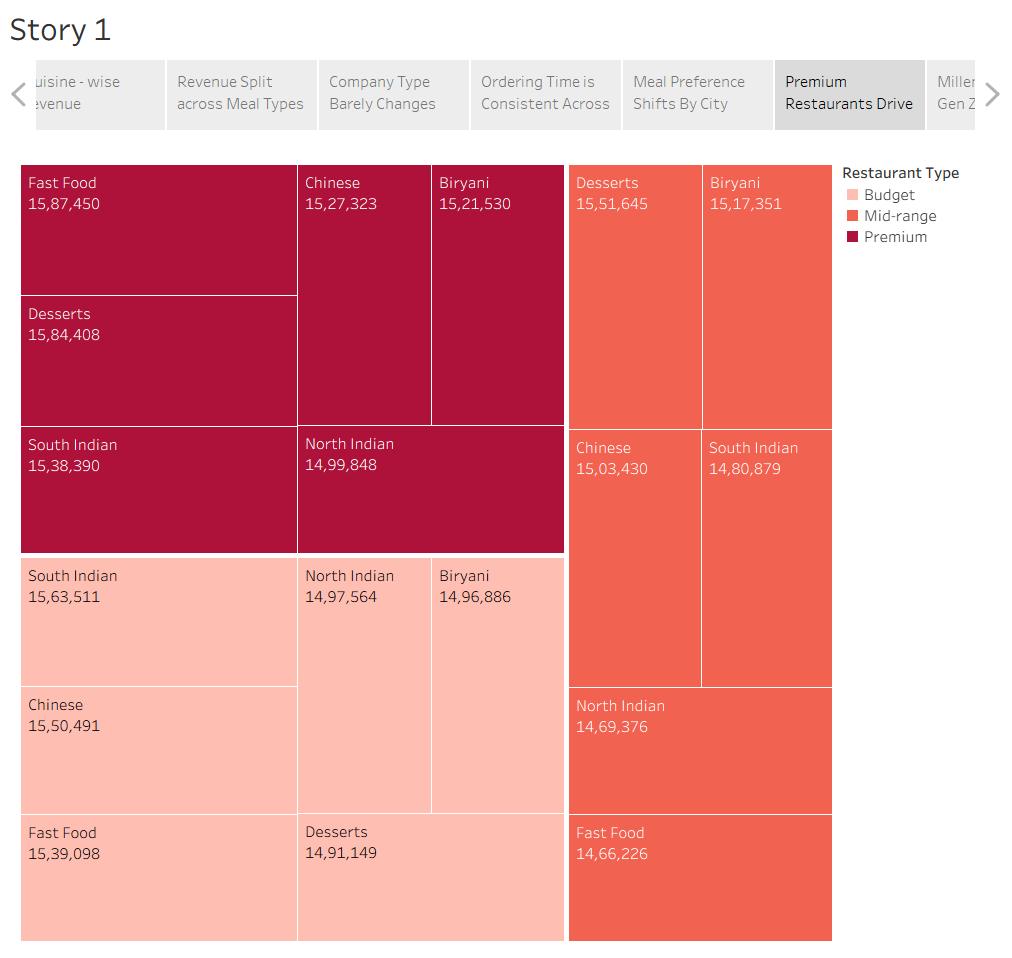 Story 1
uisine - wise
evenue
Revenue Split
across Meal Types
Company Type
Barely Changes
Ordering Time is
Consistent Across
Meal Preference
Shifts By City
Premium
Restaurants Drive
Miller
Gen Z
Fast Food
15,87,450
Desserts
15,84,408
South Indian
15,38,390
Chinese
15,27,323
Biryani
15,21,530
North Indian
14,99,848
South Indian
15,63,511
Chinese
15,50,491
Fast Food
15,39,098
North Indian
14,97,564
Biryani
14,96,886
Desserts
14,91,149
Desserts
15,51,645
Biryani
15,17,351
Chinese
15,03,430
South Indian
14,80,879
North Indian
14,69,376
Fast Food
14,66,226
Restaurant Type
Budget
Mid-range
Premium